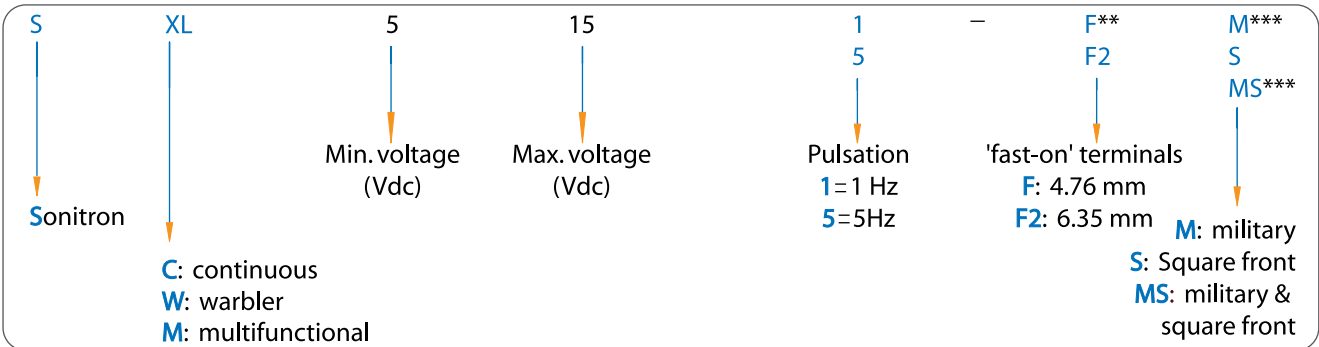 S XL 5 15 1 – F** M***
5 F2 S
MS***
Min. voltage Max. voltage Pulsation 'fast-on' terminals
(Vdc) (Vdc) 1=1 Hz F: 4.76 mm
Sonitron 5=5Hz F2: 6.35 mm
M: military
S: Square front
C: continuous
MS: military &
W: warbler
square front
M: multifunctional